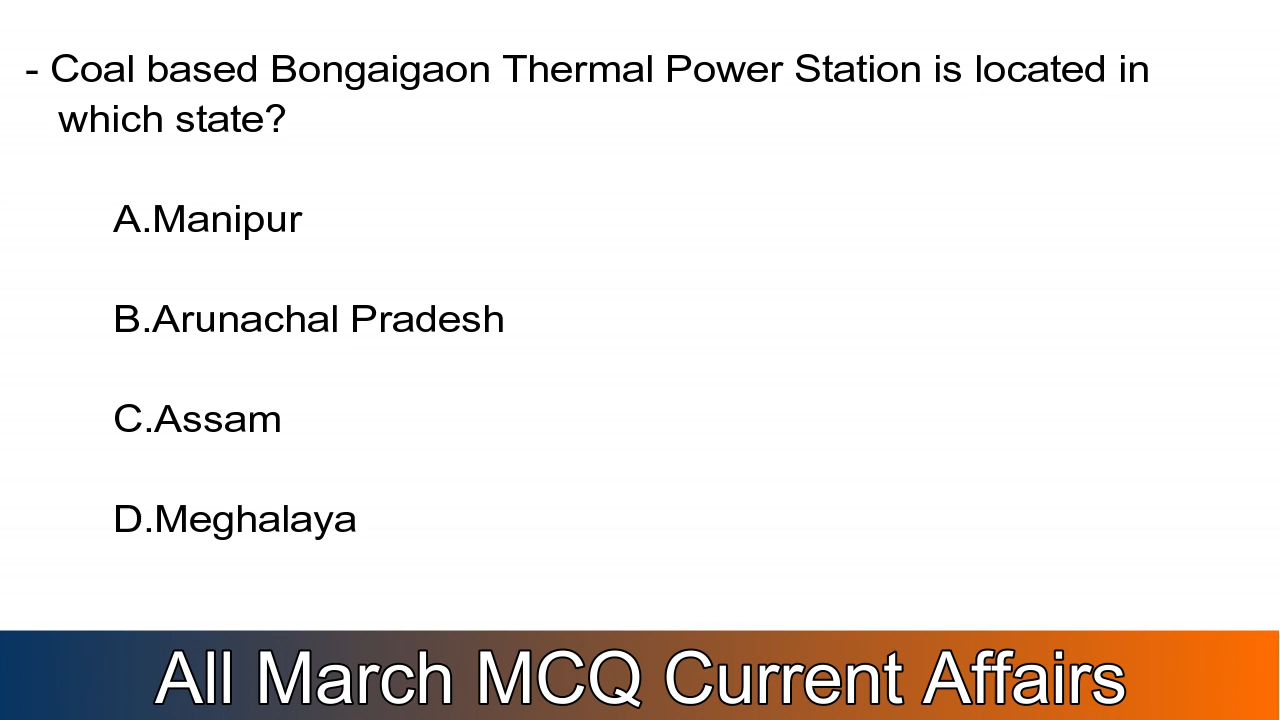 - Coal based Bongaigaon Thermal Power Station is located in
which state?
A.Manipur
B.Arunachal Pradesh
C.Assam
D.Meghalaya
All March MCQ Current Affairs